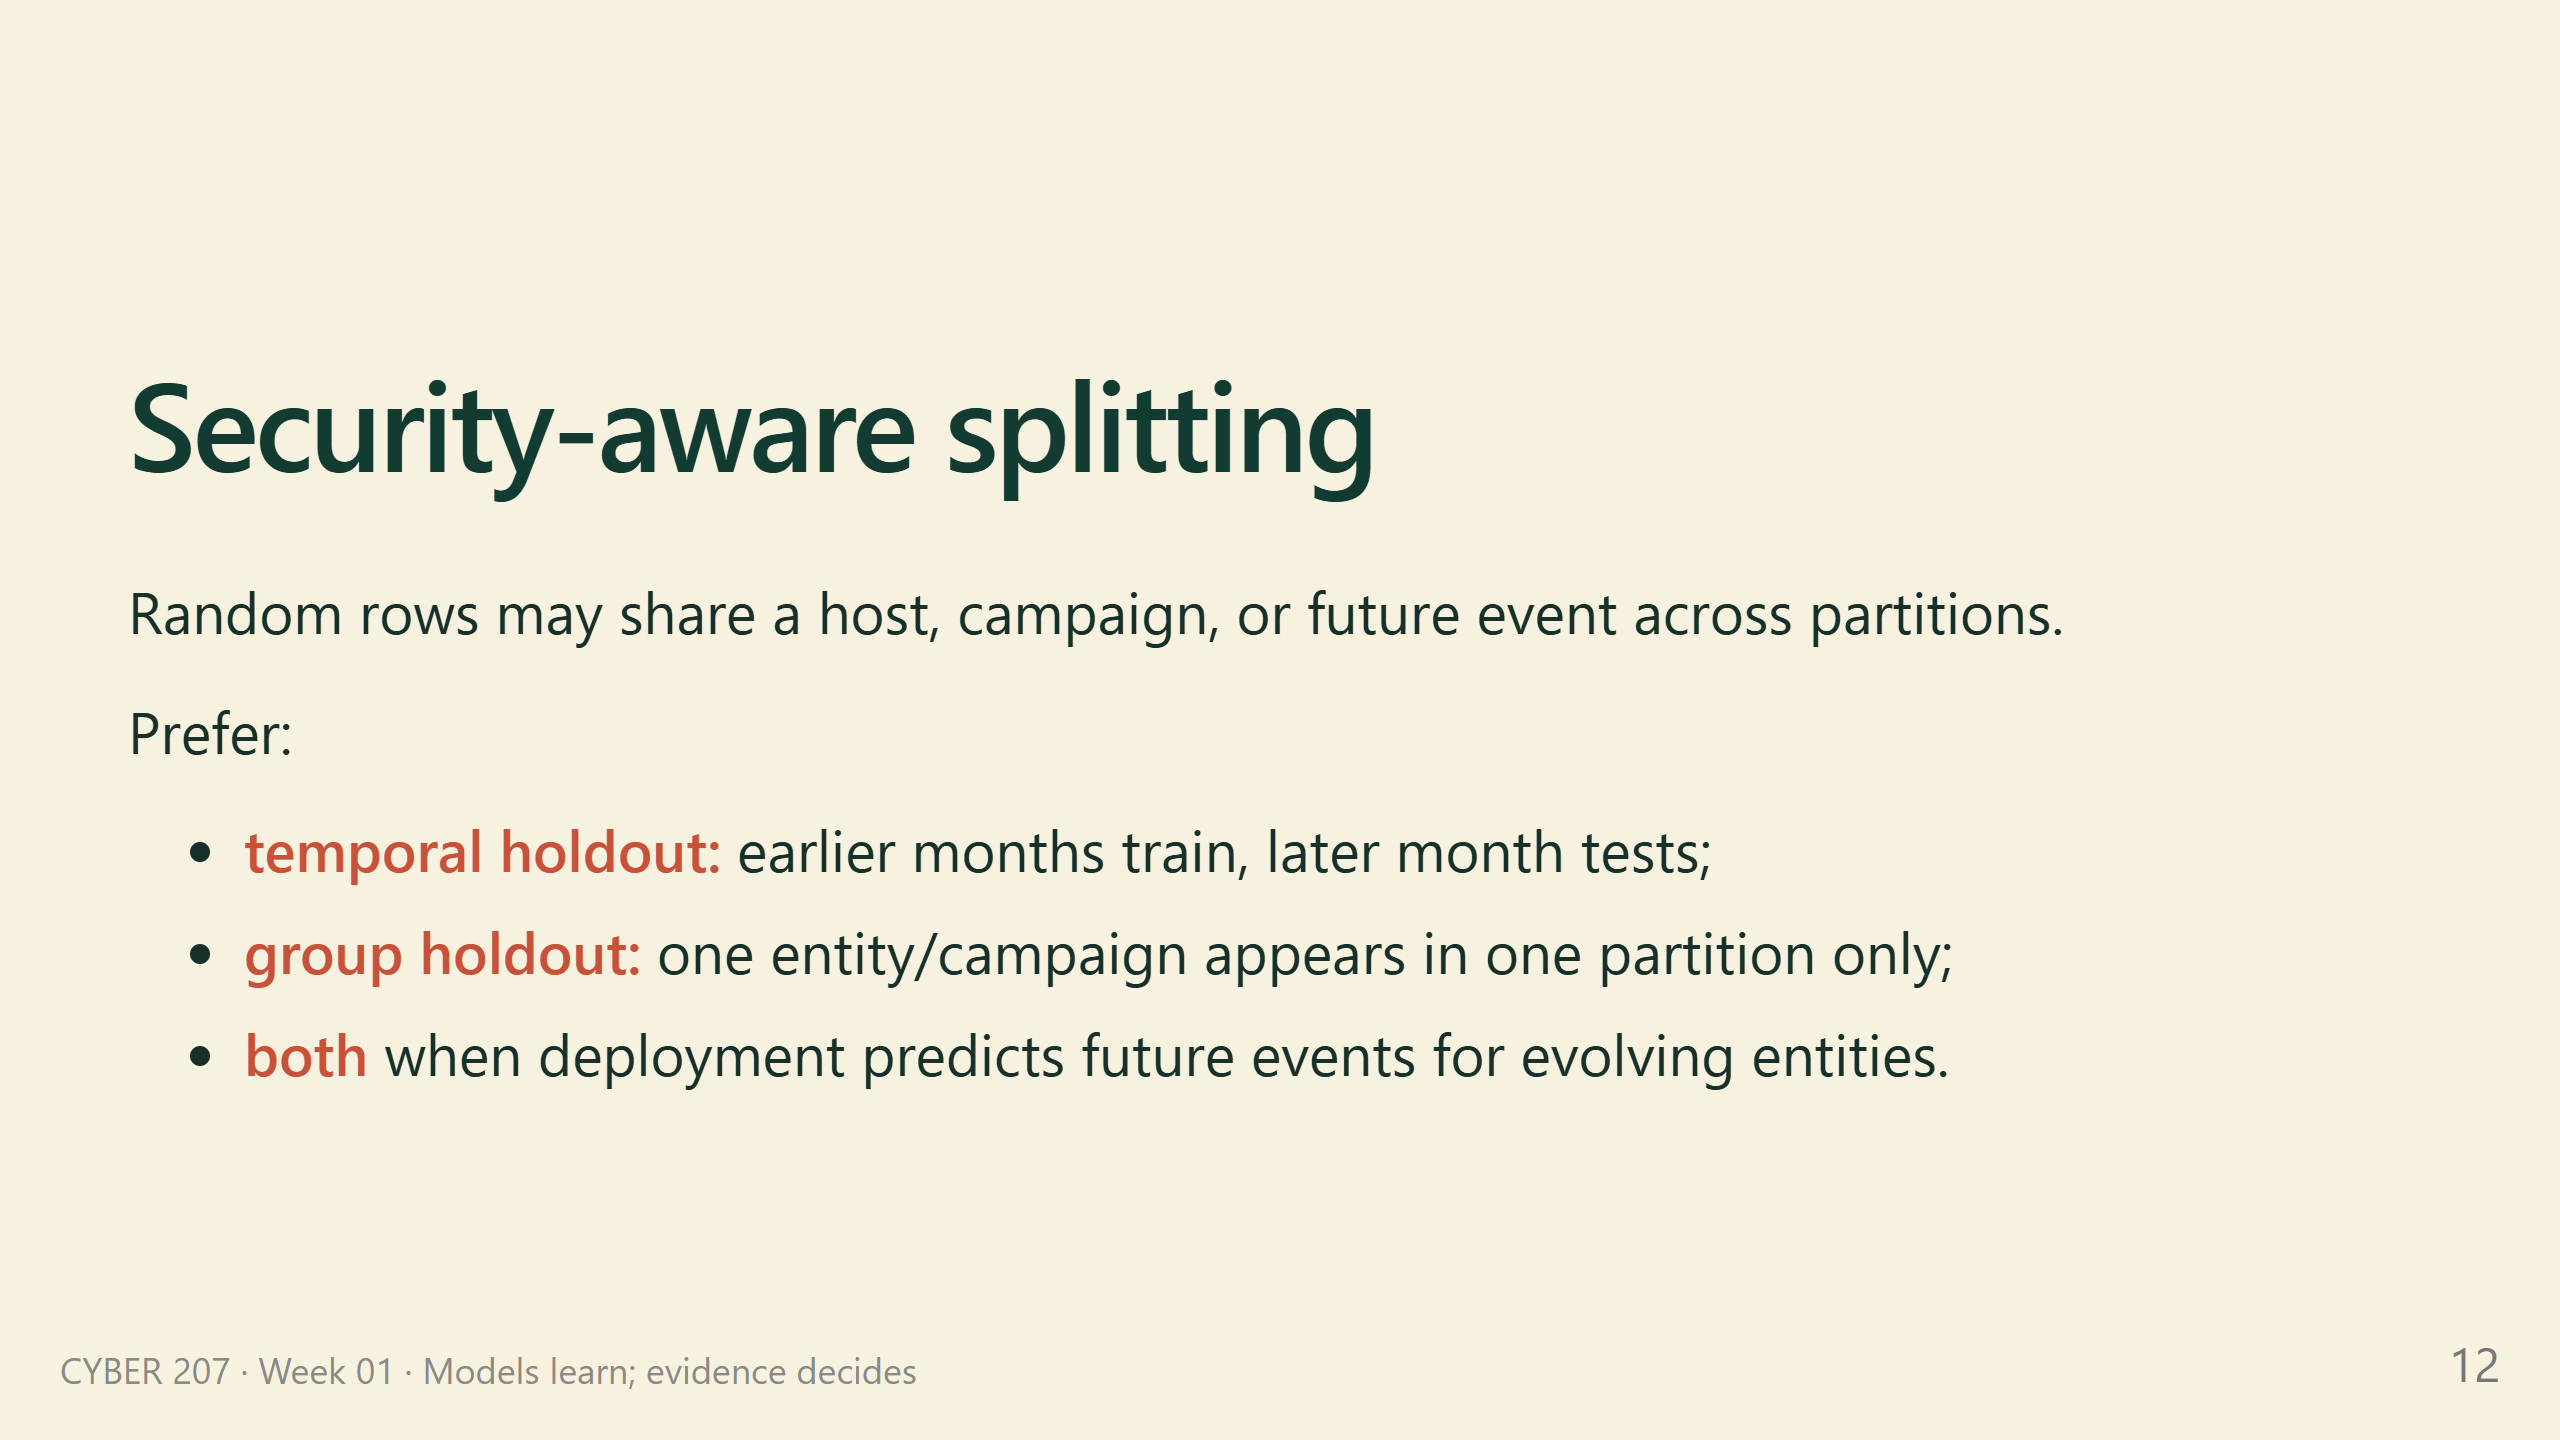 Security-aware splitting
Random rows may share a host, campaign, or future event across partitions.
Prefer:
• temporal holdout: earlier months train, later month tests;
• group holdout: one entity/campaign appears in one partition only;
• both when deployment predicts future events for evolving entities.
CYBER 207 · Week 01 · Models learn; evidence decides
12